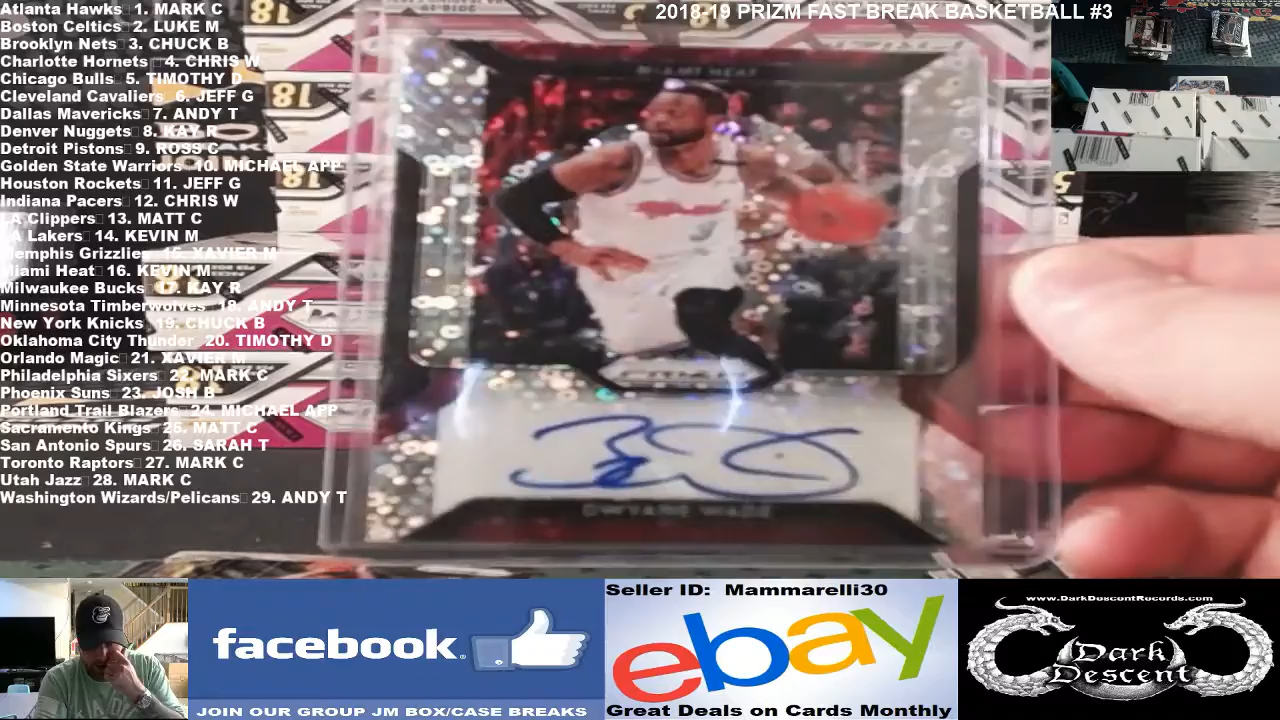 2018-19 PRIZM FAST BREAK BASKETBALL #3
Atlanta Hawks 1. MARK C
Boston Celtics 2. LUKE M
Brooklyn Nets 3. CHUCK B
Charlotte Hornets 4. CHRIS W
Chicago Bulls 5. TIMOTHY D
Cleveland Cavaliers 6. JEFF G
Dallas Mavericks 7. ANDY T
Denver Nuggets 8. KAY R
Detroit Pistons 9. ROSS C
Golden State Warriors 10. MICHAEL APP
Houston Rockets 11. JEFF G
Indiana Pacers 12. CHRIS W
LA Clippers 13. MATT C
LA Lakers 14. KEVIN M
Memphis Grizzlies 15. XAVIER M
Miami Heat 16. KEVIN M
Milwaukee Bucks 17. KAY R
Minnesota Timberwolves 18. ANDY T
New York Knicks 19. CHUCK B
Oklahoma City Thunder 20. TIMOTHY D
Orlando Magic 21. XAVIER M
Philadelphia Sixers 22. MARK C
Phoenix Suns 23. JOSH B
Portland Trail Blazers 24. MICHAEL APP
Sacramento Kings 25. MATT C
San Antonio Spurs 26. SARAH T
Toronto Raptors 27. MARK C
Utah Jazz 28. MARK C
Washington Wizards/Pelicans 29. ANDY T
MIAMI HEAT
PRIZM
DWYANE WADE
facebook
JOIN OUR GROUP JM BOX/CASE BREAKS
Seller ID: Mammarelli30
ebay
Great Deals on Cards Monthly
www.DarkDescentRecords.com
Dark
Descent